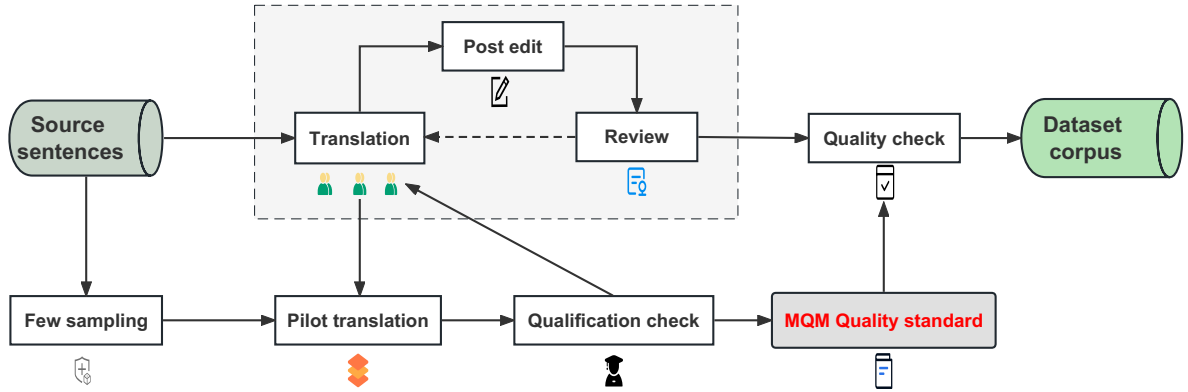 Post edit
Source
sentences
Translation
Review
Quality check
Dataset
corpus
Few sampling
Pilot translation
Qualification check
MQM Quality standard